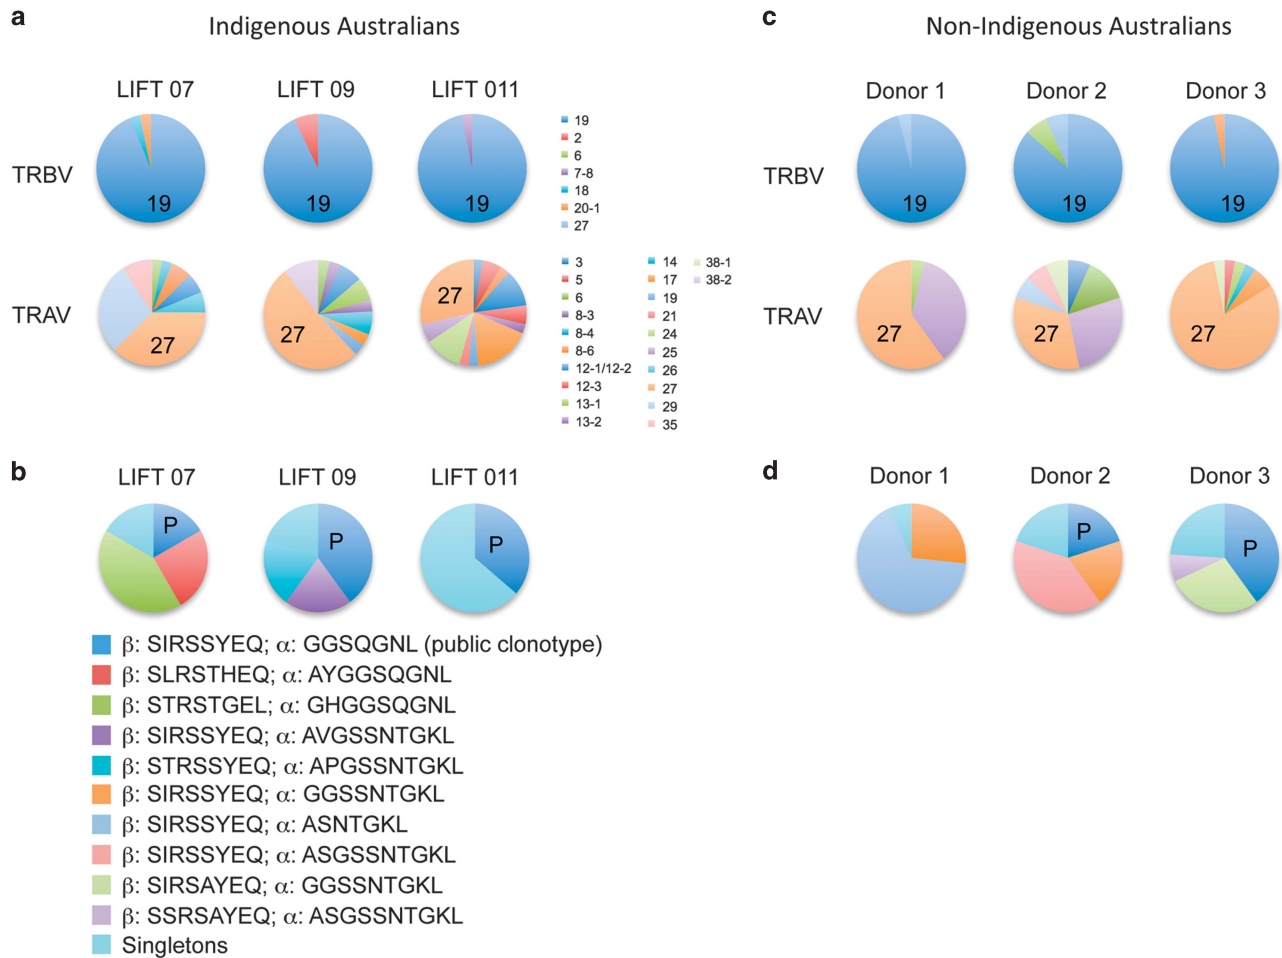 a
Indigenous Australians
LIFT 07 LIFT 09 LIFT 011
TRBV
19 19 19
19
2
6
7-8
18
20-1
27
TRAV
27 27 27
3
5
6
8-3
8-4
8-6
12-1/12-2
12-3
13-1
13-2
14
17
19
21
24
25
26
27
29
35
38-1
38-2
c
Non-Indigenous Australians
Donor 1 Donor 2 Donor 3
TRBV
19 19 19
TRAV
27 27 27
b
LIFT 07 LIFT 09 LIFT 011
P P P
β: SIRSSYEQ; α: GGSQGNL (public clonotype)
β: SLRSTHEQ; α: AYGGSQGNL
β: STRSTGEL; α: GHGGSQGNL
β: SIRSSYEQ; α: AVGSSNTGKL
β: STRSSYEQ; α: APGSSNTGKL
β: SIRSSYEQ; α: GGSSNTGKL
β: SIRSSYEQ; α: ASNTGKL
β: SIRSSYEQ; α: ASGSSNTGKL
β: SIRSAYEQ; α: GGSSNTGKL
β: SSRSAYEQ; α: ASGSSNTGKL
Singletons
d
Donor 1 Donor 2 Donor 3
P P